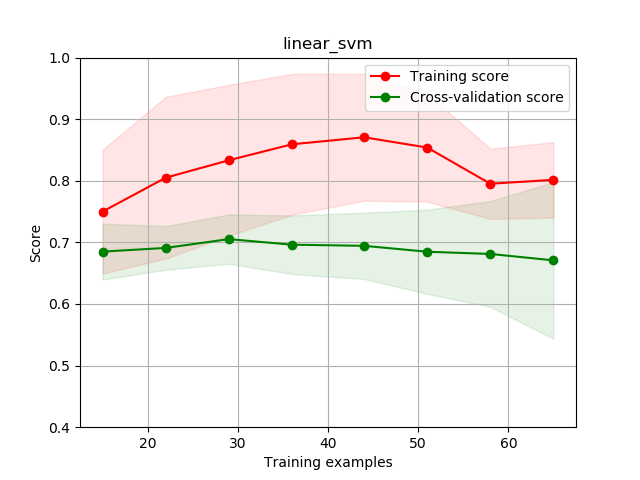 linear_svm
Training score
Cross-validation score
1.0
0.9
0.8
0.7
0.6
0.5
0.4
Score
20 30 40 50 60
Training examples